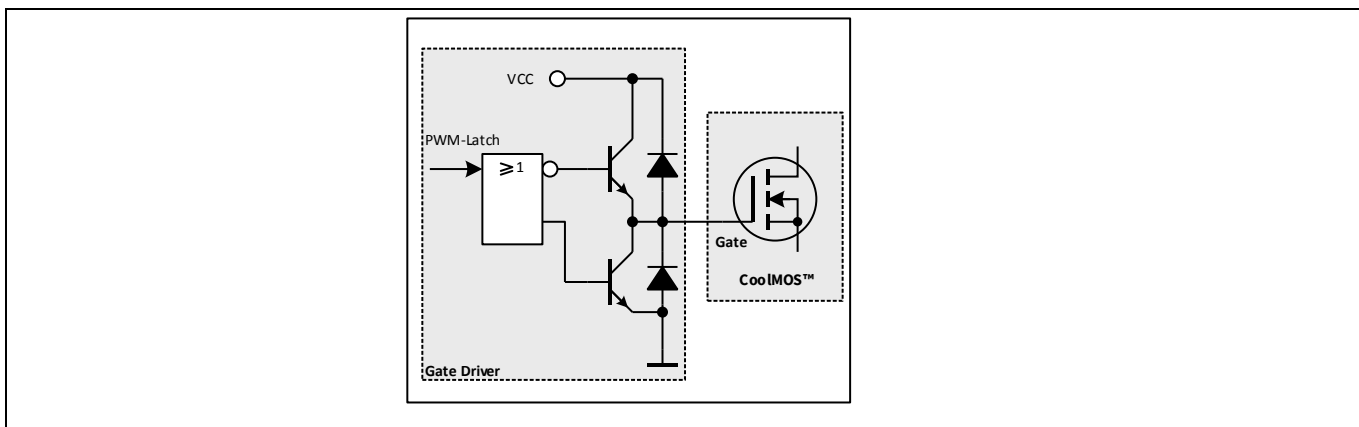 VCC
PWM-Latch
⩾1
Gate
CoolMOS™
Gate Driver